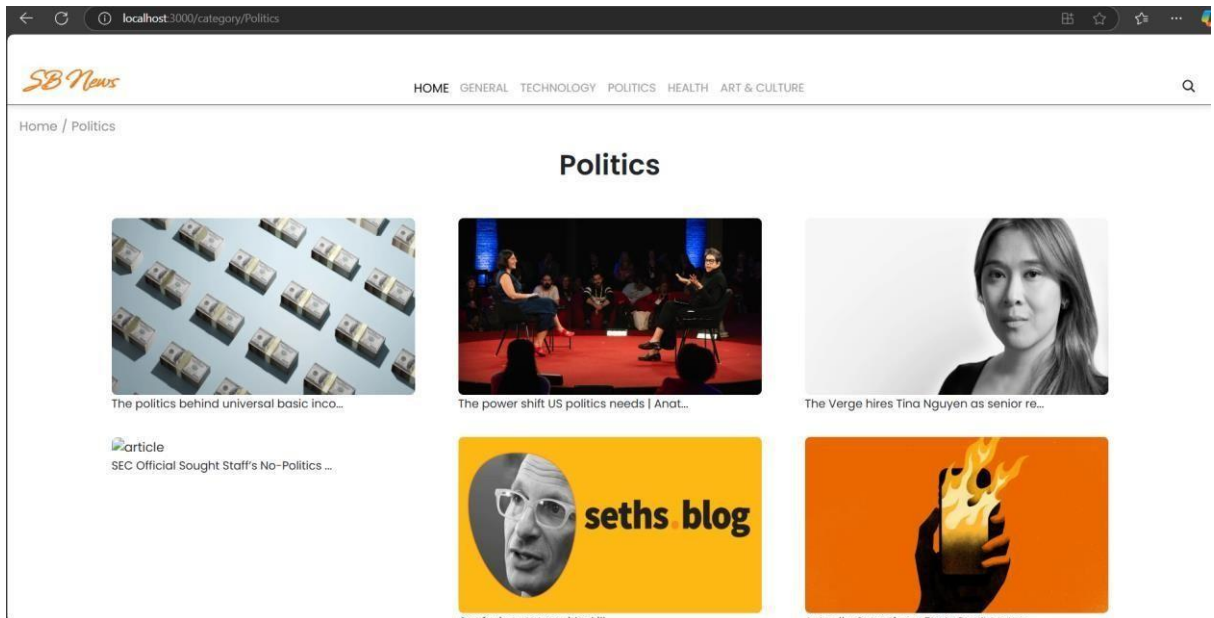 localhost:3000/category/Politics
SB News
HOME GENERAL TECHNOLOGY POLITICS HEALTH ART & CULTURE
Home / Politics
Politics
The politics behind universal basic inco...
The power shift US politics needs | Anat...
The Verge hires Tina Nguyen as senior re...
article
SEC Official Sought Staff's No-Politics ...
seths.blog